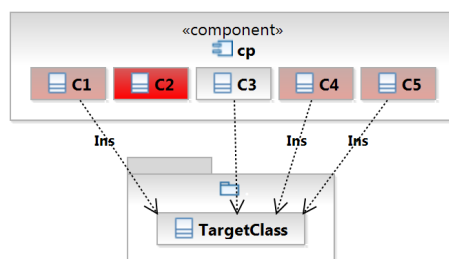 «component»
cp
C1 C2 C3 C4 C5
Ins Ins Ins
TargetClass